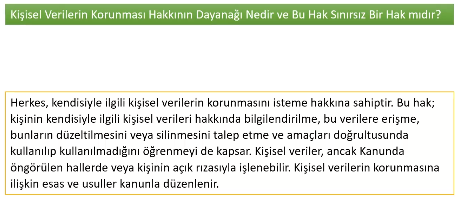 Kişisel Verilerin Korunması Hakkının Dayanağı Nedir ve Bu Hak Sınırsız Bir Hak mıdır?
Herkes, kendisiyle ilgili kişisel verilerin korunmasını isteme hakkına sahiptir. Bu hak;
kişinin kendisiyle ilgili kişisel verileri hakkında bilgilendirilme, bu verilere erişme,
bunların düzeltilmesini veya silinmesini talep etme ve amaçları doğrultusunda
kullanılıp kullanılmadığını öğrenmeyi de kapsar. Kişisel veriler, ancak Kanunda
öngörülen hallerde veya kişinin açık rızasıyla işlenebilir. Kişisel verilerin korunmasına
ilişkin esas ve usuller kanunla düzenlenir.